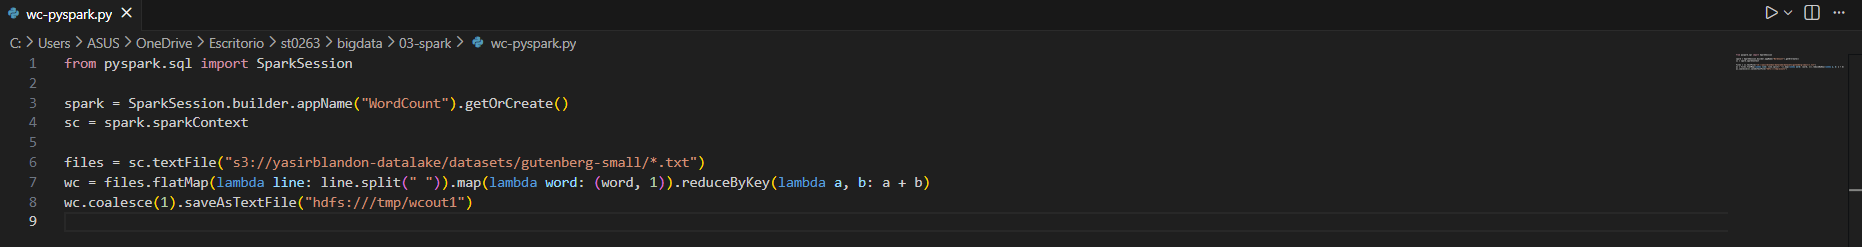 wc-pyspark.py
C: > Users > ASUS > OneDrive > Escritorio > st0263 > bigdata > 03-spark > wc-pyspark.py
1 from pyspark.sql import SparkSession
2
3 spark = SparkSession.builder.appName("WordCount").getOrCreate()
4 sc = spark.sparkContext
5
6 files = sc.textFile("s3://yasirblandon-datalake/datasets/gutenberg-small/*.txt")
7 wc = files.flatMap(lambda line: line.split(" ")).map(lambda word: (word, 1)).reduceByKey(lambda a, b: a + b)
8 wc.coalesce(1).saveAsTextFile("hdfs:///tmp/wcout1")
9